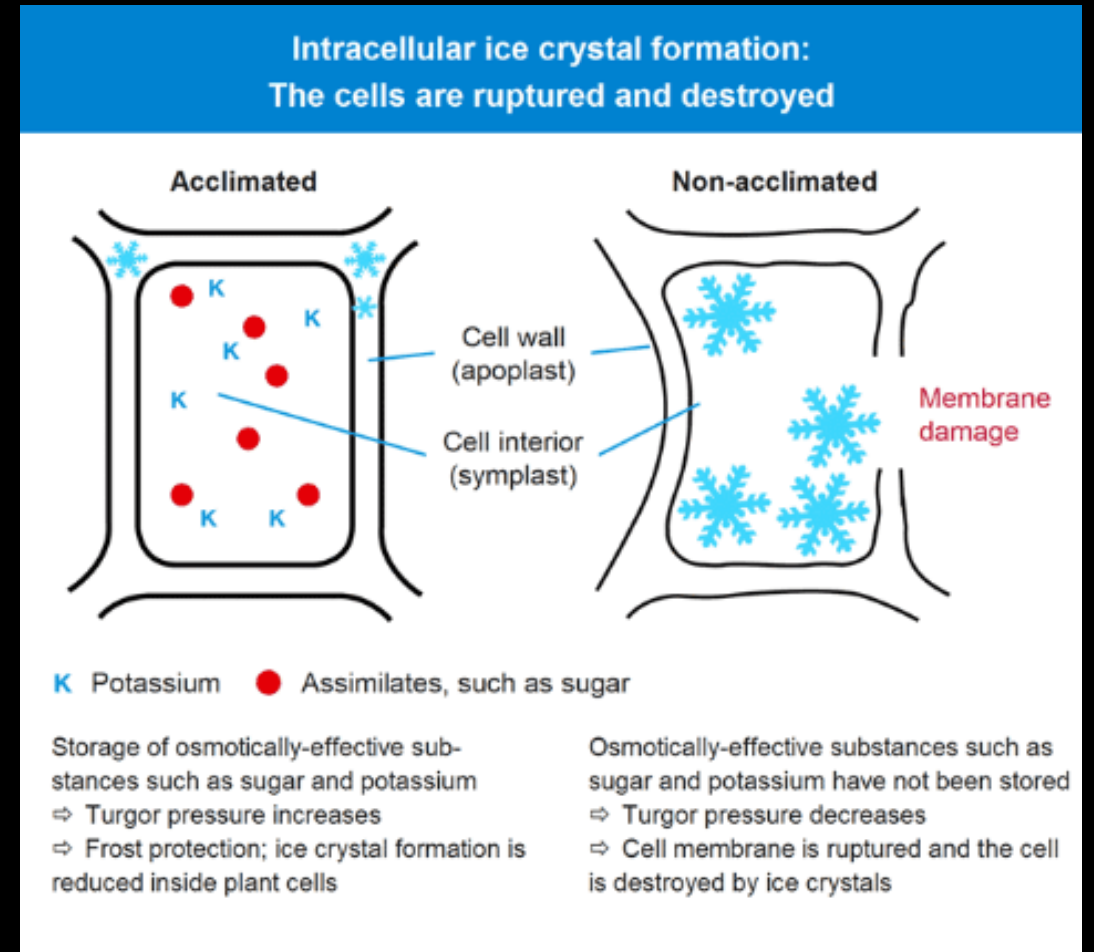 Intracellular ice crystal formation:
The cells are ruptured and destroyed
Acclimated
Non-acclimated
K
K
K
K
K
K
Cell wall
(apoplast)
Cell interior
(symplast)
Membrane
damage
K Potassium
Assimilates, such as sugar
Storage of osmotically-effective sub-
stances such as sugar and potassium
⇨ Turgor pressure increases
⇨ Frost protection; ice crystal formation is
reduced inside plant cells
Osmotically-effective substances such as
sugar and potassium have not been stored
⇨ Turgor pressure decreases
⇨ Cell membrane is ruptured and the cell
is destroyed by ice crystals